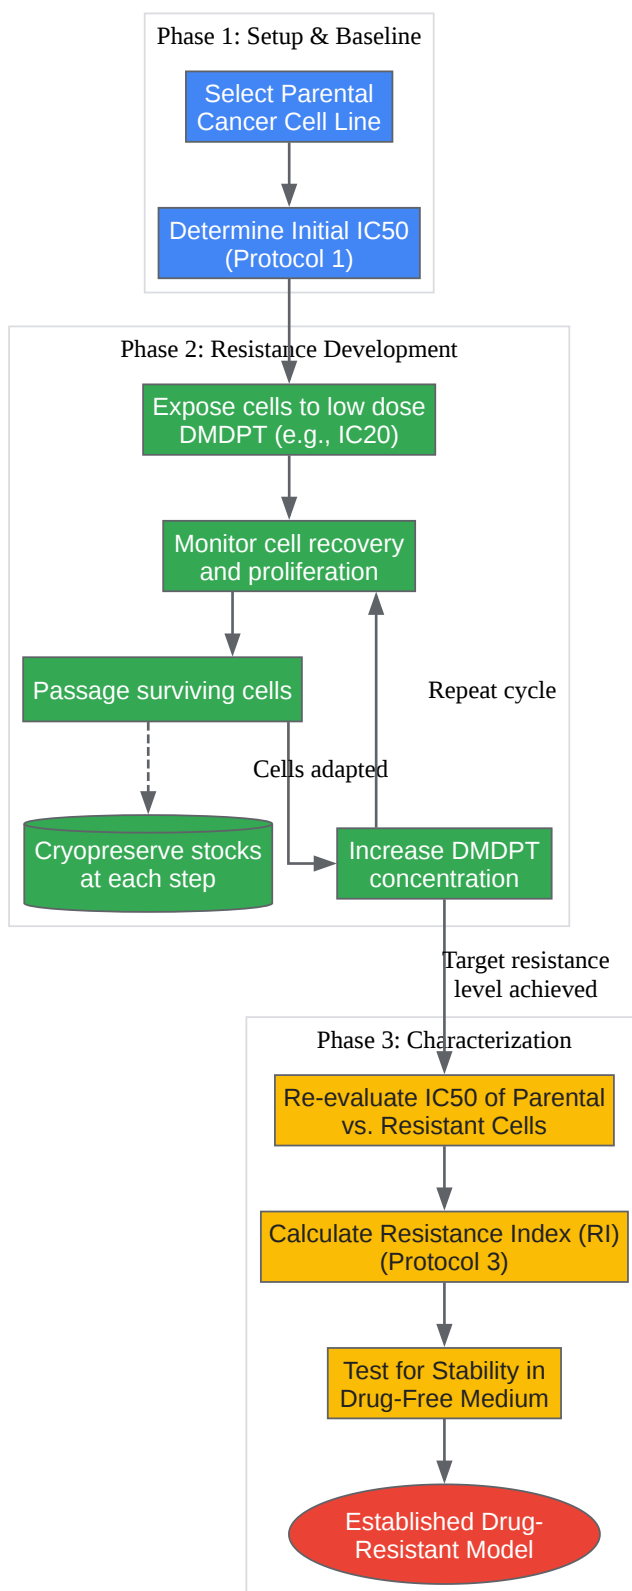 Phase 1: Setup & Baseline
Select Parental
Cancer Cell Line
Determine Initial IC50
(Protocol 1)
Phase 2: Resistance Development
Expose cells to low dose
DMDPT (e.g., IC20)
Monitor cell recovery
and proliferation
Passage surviving cells
Repeat cycle
Cells adapted
Cryopreserve stocks
at each step
Increase DMDPT
concentration
Target resistance
level achieved
Phase 3: Characterization
Re-evaluate IC50 of Parental
vs. Resistant Cells
Calculate Resistance Index (RI)
(Protocol 3)
Test for Stability in
Drug-Free Medium
Established Drug-
Resistant Model